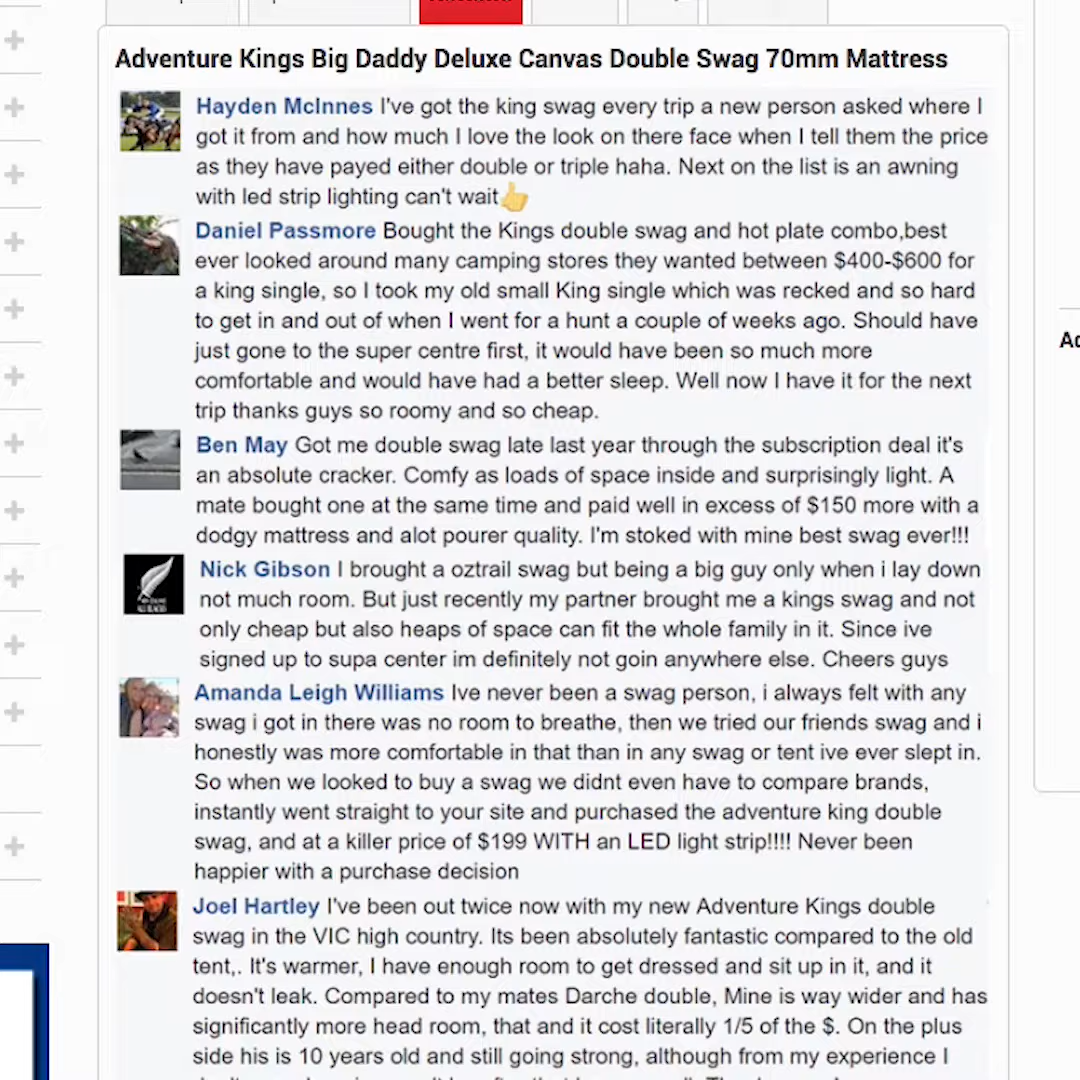 Adventure Kings Big Daddy Deluxe Canvas Double Swag 70mm Mattress
Hayden McInnes I've got the king swag every trip a new person asked where I
got it from and how much I love the look on there face when I tell them the price
as they have payed either double or triple haha. Next on the list is an awning
with led strip lighting can't wait👍
Daniel Passmore Bought the Kings double swag and hot plate combo,best
ever looked around many camping stores they wanted between $400-$600 for
a king single, so I took my old small King single which was recked and so hard
to get in and out of when I went for a hunt a couple of weeks ago. Should have
just gone to the super centre first, it would have been so much more
comfortable and would have had a better sleep. Well now I have it for the next
trip thanks guys so roomy and so cheap.
Ben May Got me double swag late last year through the subscription deal it's
an absolute cracker. Comfy as loads of space inside and surprisingly light. A
mate bought one at the same time and paid well in excess of $150 more with a
dodgy mattress and alot pourer quality. I'm stoked with mine best swag ever!!!
Nick Gibson I brought a oztrail swag but being a big guy only when i lay down
not much room. But just recently my partner brought me a kings swag and not
only cheap but also heaps of space can fit the whole family in it. Since ive
signed up to supa center im definitely not goin anywhere else. Cheers guys
Amanda Leigh Williams Ive never been a swag person, i always felt with any
swag i got in there was no room to breathe, then we tried our friends swag and i
honestly was more comfortable in that than in any swag or tent ive ever slept in.
So when we looked to buy a swag we didnt even have to compare brands,
instantly went straight to your site and purchased the adventure king double
swag, and at a killer price of $199 WITH an LED light strip!!!! Never been
happier with a purchase decision
Joel Hartley I've been out twice now with my new Adventure Kings double
swag in the VIC high country. Its been absolutely fantastic compared to the old
tent,. It's warmer, I have enough room to get dressed and sit up in it, and it
doesn't leak. Compared to my mates Darche double, Mine is way wider and has
significantly more head room, that and it cost literally 1/5 of the $. On the plus
side his is 10 years old and still going strong, although from my experience I